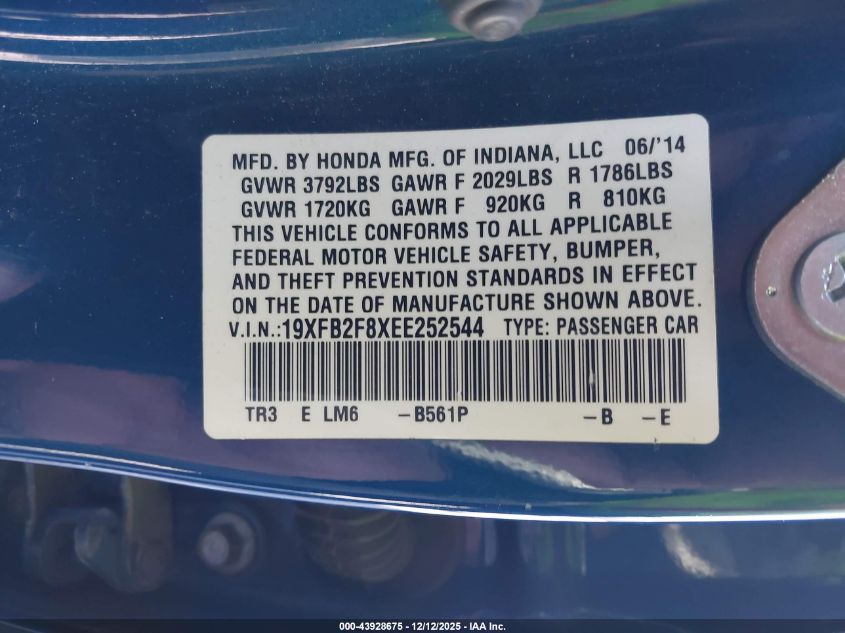 MFD. BY HONDA MFG. OF INDIANA, LLC 06/'14
GVWR 3792LBS GAWR F 2029LBS R 1786LBS
GVWR 1720KG GAWR F 920KG R 810KG
THIS VEHICLE CONFORMS TO ALL APPLICABLE
FEDERAL MOTOR VEHICLE SAFETY, BUMPER,
AND THEFT PREVENTION STANDARDS IN EFFECT
ON THE DATE OF MANUFACTURE SHOWN ABOVE.
V.I.N.:19XFB2F8XEE252544 TYPE: PASSENGER CAR
TR3 E LM6 -B561P -B -E
000-43928675 - 12/12/2025 - IAA Inc.